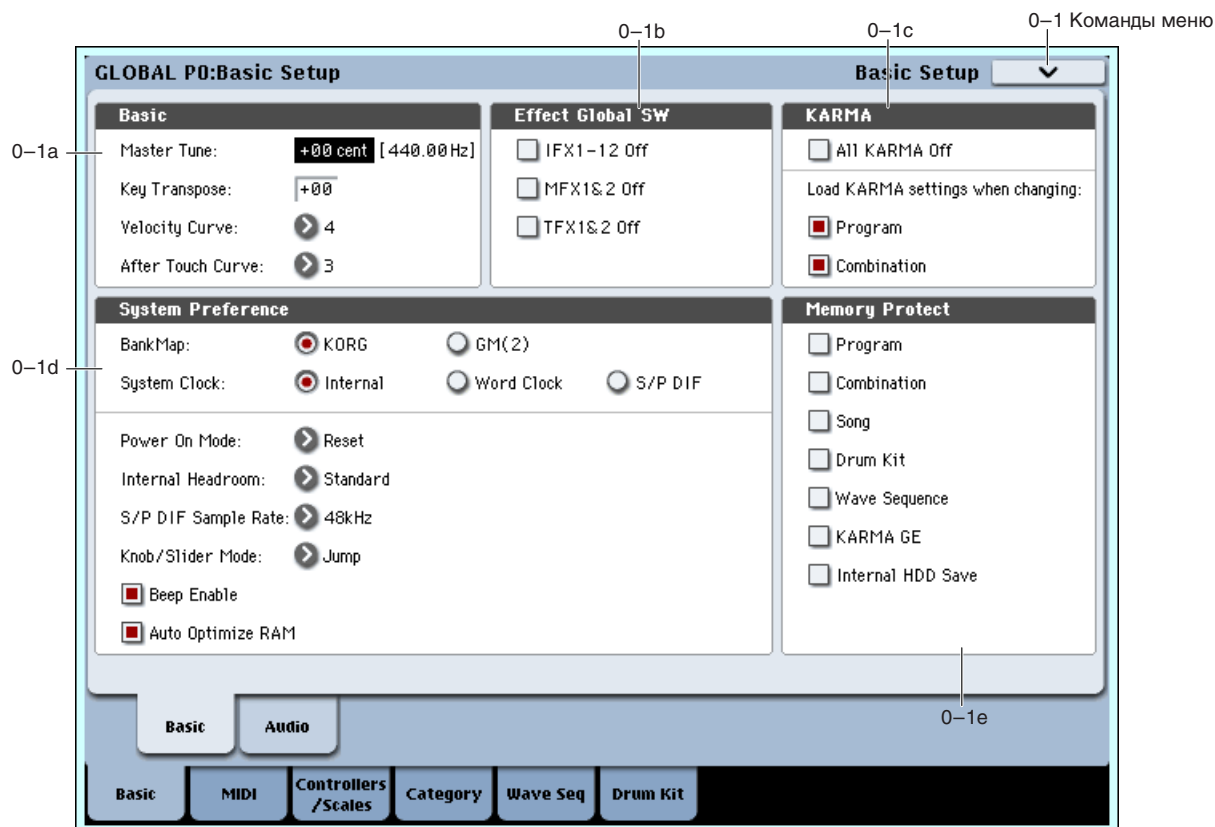 0–1b
0–1c
0–1 Команды меню
GLOBAL P0:Basic Setup
Basic Setup
0–1a
Basic
Master Tune: +00 cent [440.00Hz]
Key Transpose: +00
Velocity Curve: 4
After Touch Curve: 3
Effect Global SW
IFX1-12 Off
MFX1&2 Off
TFX1&2 Off
KARMA
All KARMA Off
Load KARMA settings when changing:
Program
Combination
0–1d
System Preference
BankMap: KORG GM(2)
System Clock: Internal Word Clock S/P DIF
Power On Mode: Reset
Internal Headroom: Standard
S/P DIF Sample Rate: 48kHz
Knob/Slider Mode: Jump
Beep Enable
Auto Optimize RAM
Memory Protect
Program
Combination
Song
Drum Kit
Wave Sequence
KARMA GE
Internal HDD Save
0–1e
Basic Audio
Basic MIDI Controllers /Scales Category Wave Seq Drum Kit